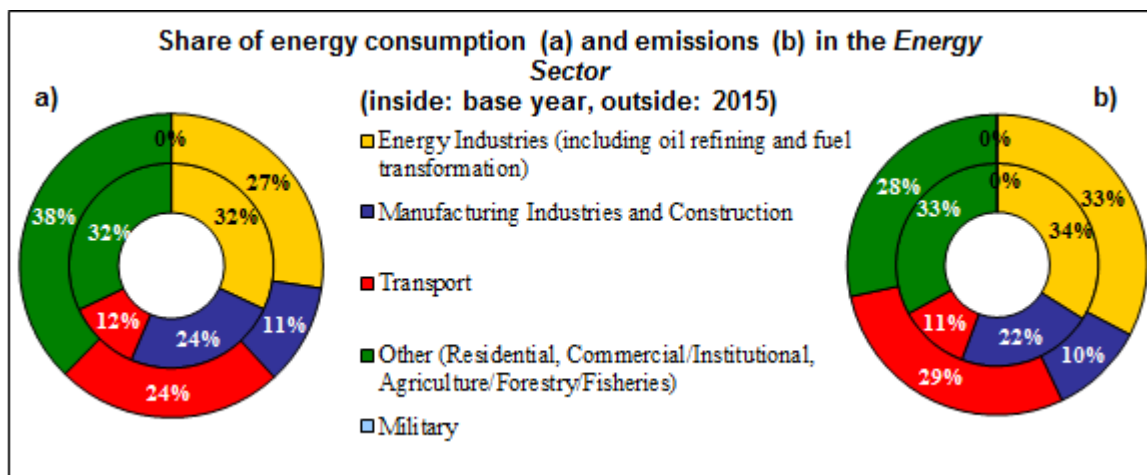 Share of energy consumption (a) and emissions (b) in the Energy
Sector
(inside: base year, outside: 2015)
a)
0%
27%
32%
38%
32%
12%
24%
11%
24%
Energy Industries (including oil refining and fuel
transformation)
Manufacturing Industries and Construction
Transport
Other (Residential, Commercial/Institutional,
Agriculture/Forestry/Fisheries)
Military
b)
0%
0%
28%
33%
33%
34%
11%
22%
10%
29%